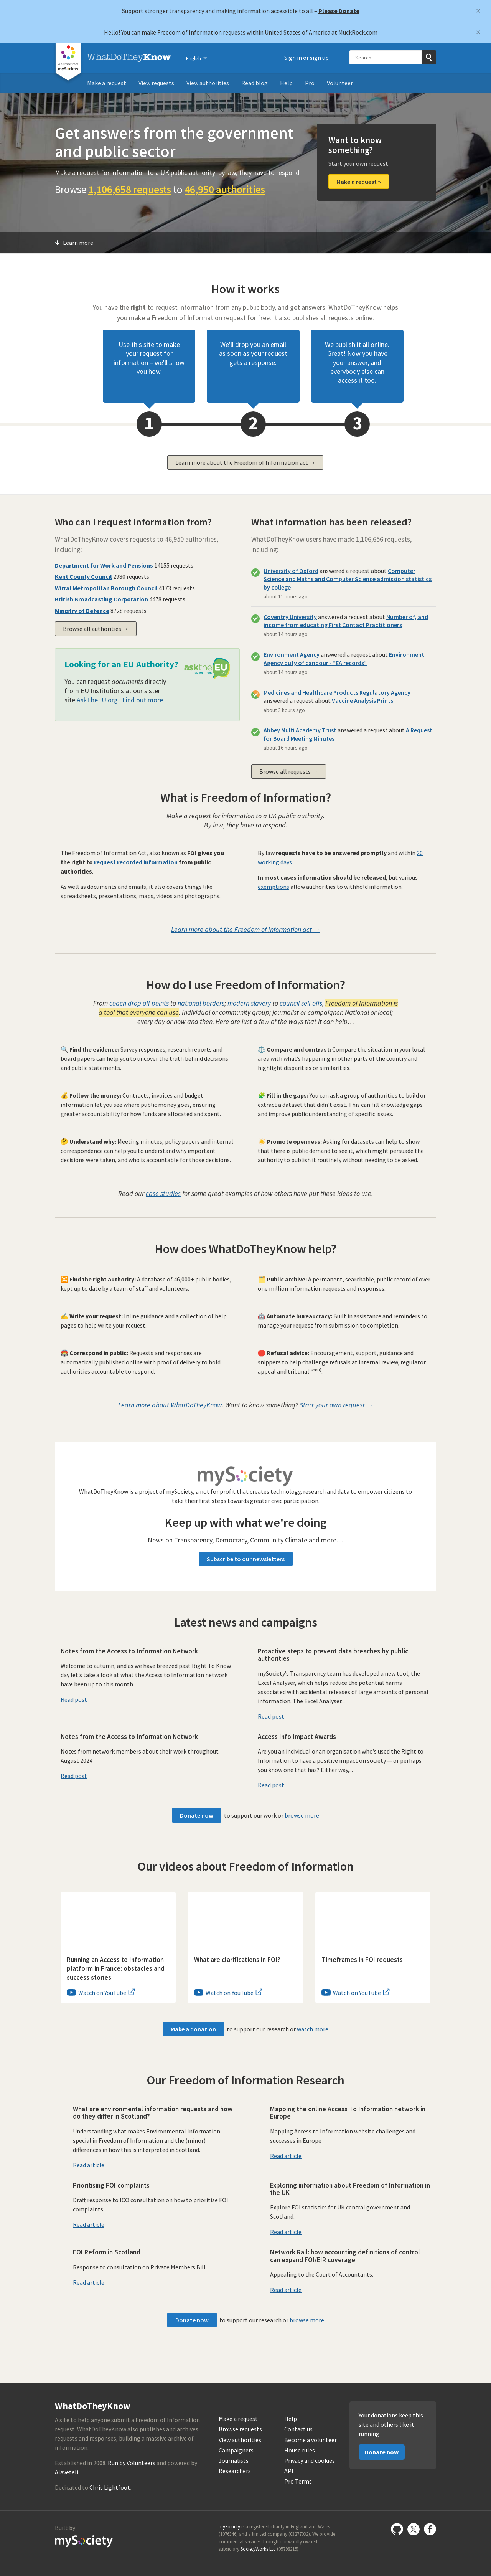 Support stronger transparency and making information accessible to all – Please Donate
×
Hello! You can make Freedom of Information requests within United States of America at MuckRock.com
×
A service from
mySociety
WhatDoTheyKnow
English
Sign in or sign up
Search
Make a request
View requests
View authorities
Read blog
Help
Pro
Volunteer
Get answers from the government
and public sector
Make a request for information to a UK public authority: by law, they have to respond
Browse 1,106,658 requests to 46,950 authorities
Want to know
something?
Start your own request
Make a request »
Learn more
How it works
You have the right to request information from any public body, and get answers. WhatDoTheyKnow helps
you make a Freedom of Information request for free. It also publishes all requests online.
Use this site to make
your request for
information – we'll show
you how.
We'll drop you an email
as soon as your request
gets a response.
We publish it all online.
Great! Now you have
your answer, and
everybody else can
access it too.
1
2
3
Learn more about the Freedom of Information act →
Who can I request information from?
WhatDoTheyKnow covers requests to 46,950 authorities,
including:
Department for Work and Pensions 14155 requests
Kent County Council 2980 requests
Wirral Metropolitan Borough Council 4173 requests
British Broadcasting Corporation 4478 requests
Ministry of Defence 8728 requests
Browse all authorities →
Looking for an EU Authority?
You can request documents directly
from EU Institutions at our sister
site AskTheEU.org . Find out more .
asktheEU
What information has been released?
WhatDoTheyKnow users have made 1,106,656 requests,
including:
University of Oxford answered a request about Computer
Science and Maths and Computer Science admission statistics
by college
about 11 hours ago
Coventry University answered a request about Number of, and
income from educating First Contact Practitioners
about 14 hours ago
Environment Agency answered a request about Environment
Agency duty of candour - "EA records"
about 14 hours ago
Medicines and Healthcare Products Regulatory Agency
answered a request about Vaccine Analysis Prints
about 3 hours ago
Abbey Multi Academy Trust answered a request about A Request
for Board Meeting Minutes
about 16 hours ago
Browse all requests →
What is Freedom of Information?
Make a request for information to a UK public authority.
By law, they have to respond.
The Freedom of Information Act, also known as FOI gives you
the right to request recorded information from public
authorities.
As well as documents and emails, it also covers things like
spreadsheets, presentations, maps, videos and photographs.
By law requests have to be answered promptly and within 20
working days.
In most cases information should be released, but various
exemptions allow authorities to withhold information.
Learn more about the Freedom of Information act →
How do I use Freedom of Information?
From coach drop off points to national borders; modern slavery to council sell-offs, Freedom of Information is
a tool that everyone can use. Individual or community group; journalist or campaigner. National or local;
every day or now and then. Here are just a few of the ways that it can help…
Find the evidence: Survey responses, research reports and
board papers can help you to uncover the truth behind decisions
and public statements.
Compare and contrast: Compare the situation in your local
area with what's happening in other parts of the country and
highlight disparities or similarities.
Follow the money: Contracts, invoices and budget
information let you see where public money goes, ensuring
greater accountability for how funds are allocated and spent.
Fill in the gaps: You can ask a group of authorities to build or
extract a dataset that didn't exist. This can fill knowledge gaps
and improve public understanding of specific issues.
Understand why: Meeting minutes, policy papers and internal
correspondence can help you to understand why important
decisions were taken, and who is accountable for those decisions.
Promote openness: Asking for datasets can help to show
that there is public demand to see it, which might persuade the
authority to publish it routinely without needing to be asked.
Read our case studies for some great examples of how others have put these ideas to use.
How does WhatDoTheyKnow help?
Find the right authority: A database of 46,000+ public bodies,
kept up to date by a team of staff and volunteers.
Public archive: A permanent, searchable, public record of over
one million information requests and responses.
Write your request: Inline guidance and a collection of help
pages to help write your request.
Automate bureaucracy: Built in assistance and reminders to
manage your request from submission to completion.
Correspond in public: Requests and responses are
automatically published online with proof of delivery to hold
authorities accountable to respond.
Refusal advice: Encouragement, support, guidance and
snippets to help challenge refusals at internal review, regulator
appeal and tribunal(soon).
Learn more about WhatDoTheyKnow. Want to know something? Start your own request →
mySociety
WhatDoTheyKnow is a project of mySociety, a not for profit that creates technology, research and data to empower citizens to
take their first steps towards greater civic participation.
Keep up with what we're doing
News on Transparency, Democracy, Community Climate and more…
Subscribe to our newsletters
Latest news and campaigns
Notes from the Access to Information Network
Welcome to autumn, and as we have breezed past Right To Know
day let's take a look at what the Access to Information network
have been up to this month....
Read post
Proactive steps to prevent data breaches by public
authorities
mySociety's Transparency team has developed a new tool, the
Excel Analyser, which helps reduce the potential harms
associated with accidental releases of large amounts of personal
information. The Excel Analyser...
Read post
Notes from the Access to Information Network
Notes from network members about their work throughout
August 2024
Read post
Access Info Impact Awards
Are you an individual or an organisation who's used the Right to
Information to have a positive impact on society — or perhaps
you know one that has? Either way,...
Read post
Donate now to support our work or browse more
Our videos about Freedom of Information
Running an Access to Information
platform in France: obstacles and
success stories
Watch on YouTube
What are clarifications in FOI?
Watch on YouTube
Timeframes in FOI requests
Watch on YouTube
Make a donation to support our research or watch more
Our Freedom of Information Research
What are environmental information requests and how
do they differ in Scotland?
Understanding what makes Environmental Information
special in Freedom of Information and the (minor)
differences in how this is interpreted in Scotland.
Read article
Mapping the online Access To Information network in
Europe
Mapping Access to Information website challenges and
successes in Europe
Read article
Prioritising FOI complaints
Draft response to ICO consultation on how to prioritise FOI
complaints
Read article
Exploring information about Freedom of Information in
the UK
Explore FOI statistics for UK central government and
Scotland.
Read article
FOI Reform in Scotland
Response to consultation on Private Members Bill
Read article
Network Rail: how accounting definitions of control
can expand FOI/EIR coverage
Appealing to the Court of Accountants.
Read article
Donate now to support our research or browse more
WhatDoTheyKnow
A site to help anyone submit a Freedom of Information
request. WhatDoTheyKnow also publishes and archives
requests and responses, building a massive archive of
information.
Established in 2008. Run by Volunteers and powered by
Alaveteli.
Dedicated to Chris Lightfoot.
Make a request
Browse requests
View authorities
Campaigners
Journalists
Researchers
Help
Contact us
Become a volunteer
House rules
Privacy and cookies
API
Pro Terms
Your donations keep this
site and others like it
running
Donate now
Built by
mySociety
mySociety is a registered charity in England and Wales
(1076346) and a limited company (03277032). We provide
commercial services through our wholly owned
subsidiary SocietyWorks Ltd (05798215).